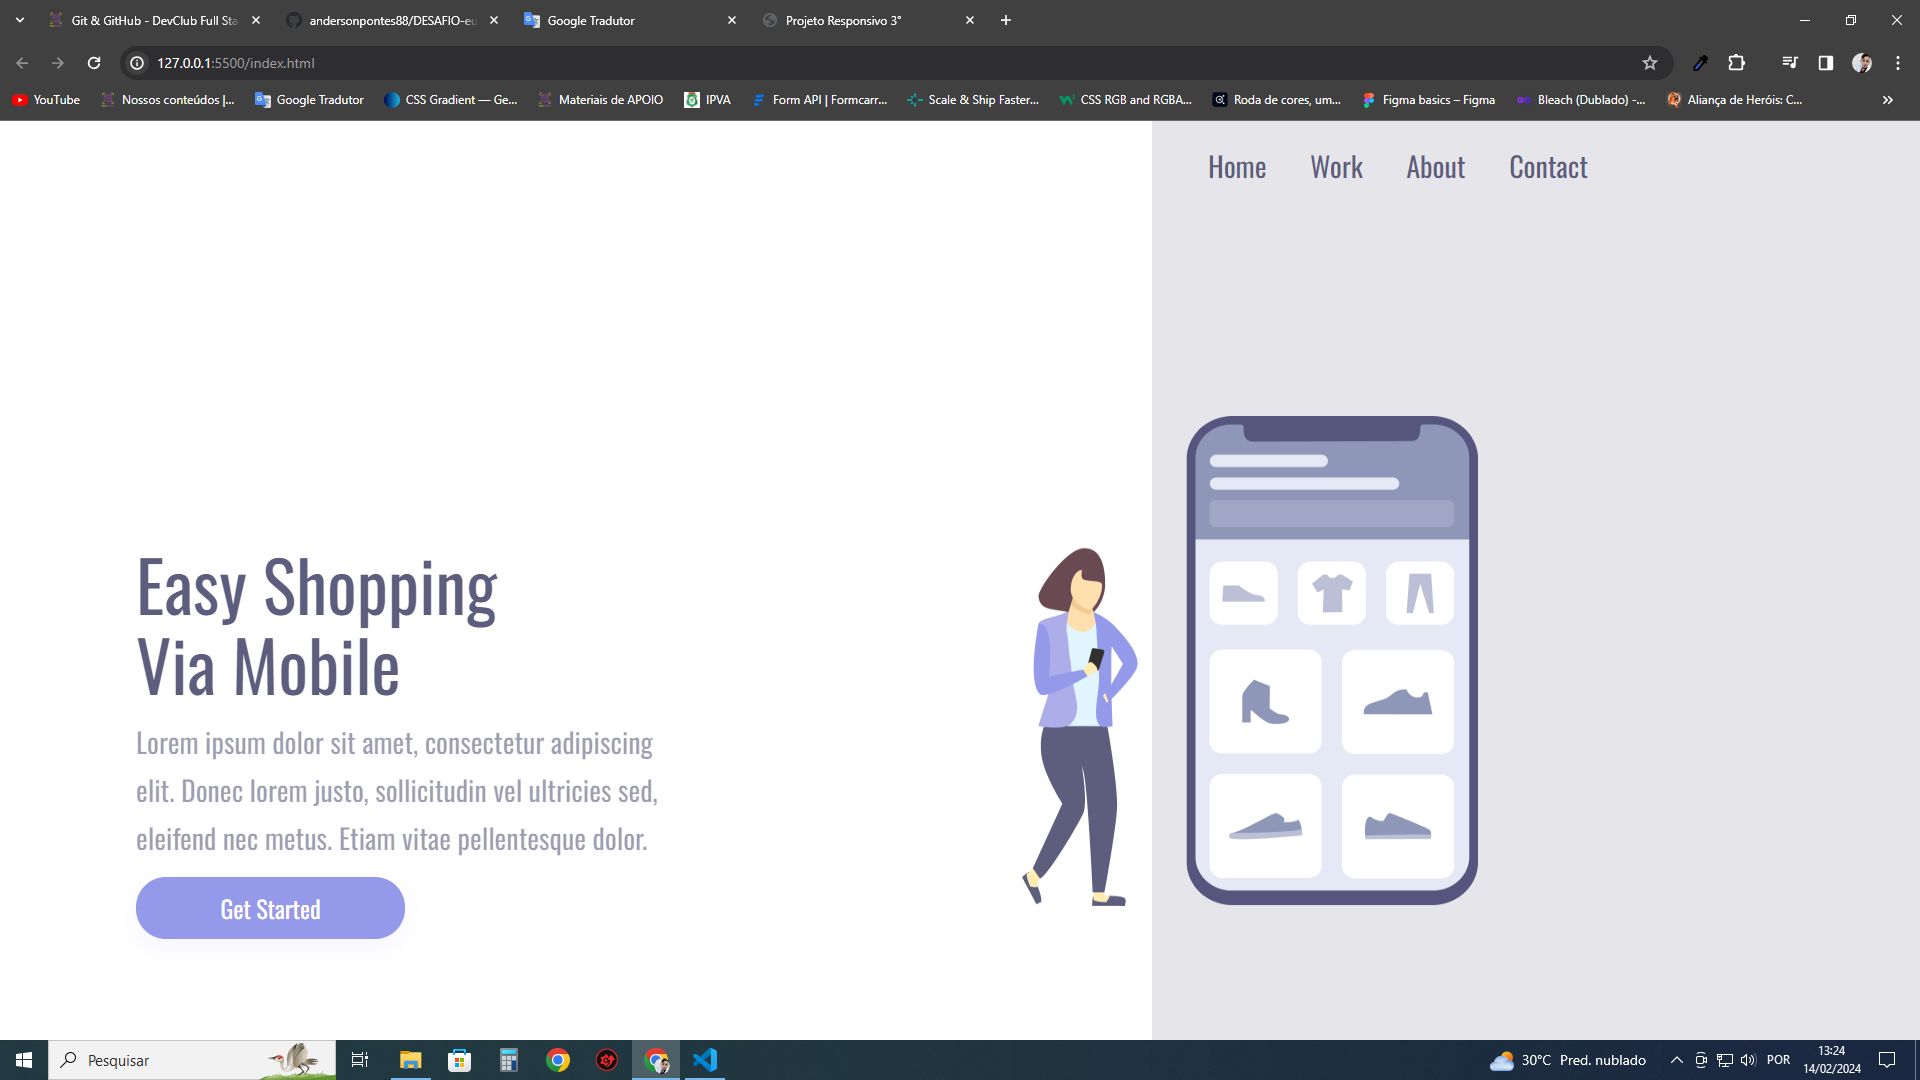 Git & GitHub - DevClub Full Sta
andersonpontes88/DESAFIO-eu
Google Tradutor
Projeto Responsivo 3°
127.0.0.1:5500/index.html
YouTube
Nossos conteúdos |...
Google Tradutor
CSS Gradient — Ge...
Materiais de APOIO
IPVA
Form API | Formcarr...
Scale & Ship Faster...
CSS RGB and RGBA...
Roda de cores, um...
Figma basics – Figma
Bleach (Dublado) -...
Aliança de Heróis: C...
Home
Work
About
Contact
Easy Shopping
Via Mobile
Lorem ipsum dolor sit amet, consectetur adipiscing
elit. Donec lorem justo, sollicitudin vel ultricies sed,
eleifend nec metus. Etiam vitae pellentesque dolor.
Get Started
Pesquisar
30°C Pred. nublado
POR
13:24
14/02/2024